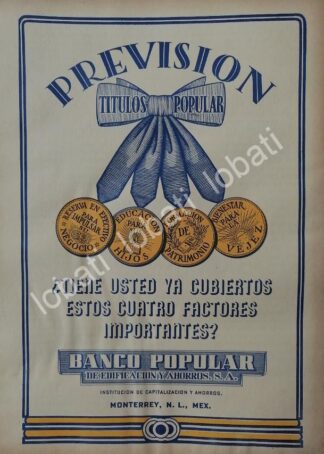 PREVISION
TITULOS POPULAR
RESERVA EN EFECTIVO
PARA IMPULSAR
SU
NEGOCIO
EDUCACION
PARA
HIJOS
DE
PATRIMONIO
BIENESTAR
PARA
LA
VEJEZ
¿TIENE USTED YA CUBIERTOS
ESTOS CUATRO FACTORES
IMPORTANTES?
BANCO POPULAR
DE EDIFICACION Y AHORROS, S. A.
INSTITUCION DE CAPITALIZACION Y AHORROS.
MONTERREY, N. L., MEX.
lobati lobati lobati